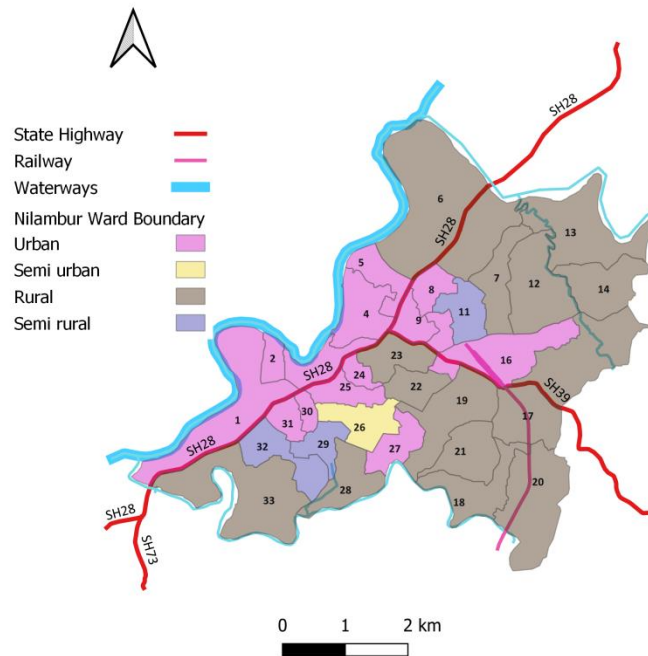 State Highway
Railway
Waterways
Nilambur Ward Boundary
Urban
Semi urban
Rural
Semi rural
SH28
6
SH28
13
5
8
7
12
14
4
9
11
23
16
2
SH28
24
22
SH39
25
19
1
30
17
31
26
SH28
32
29
27
21
20
33
28
18
SH28
SH73
0 1 2 km